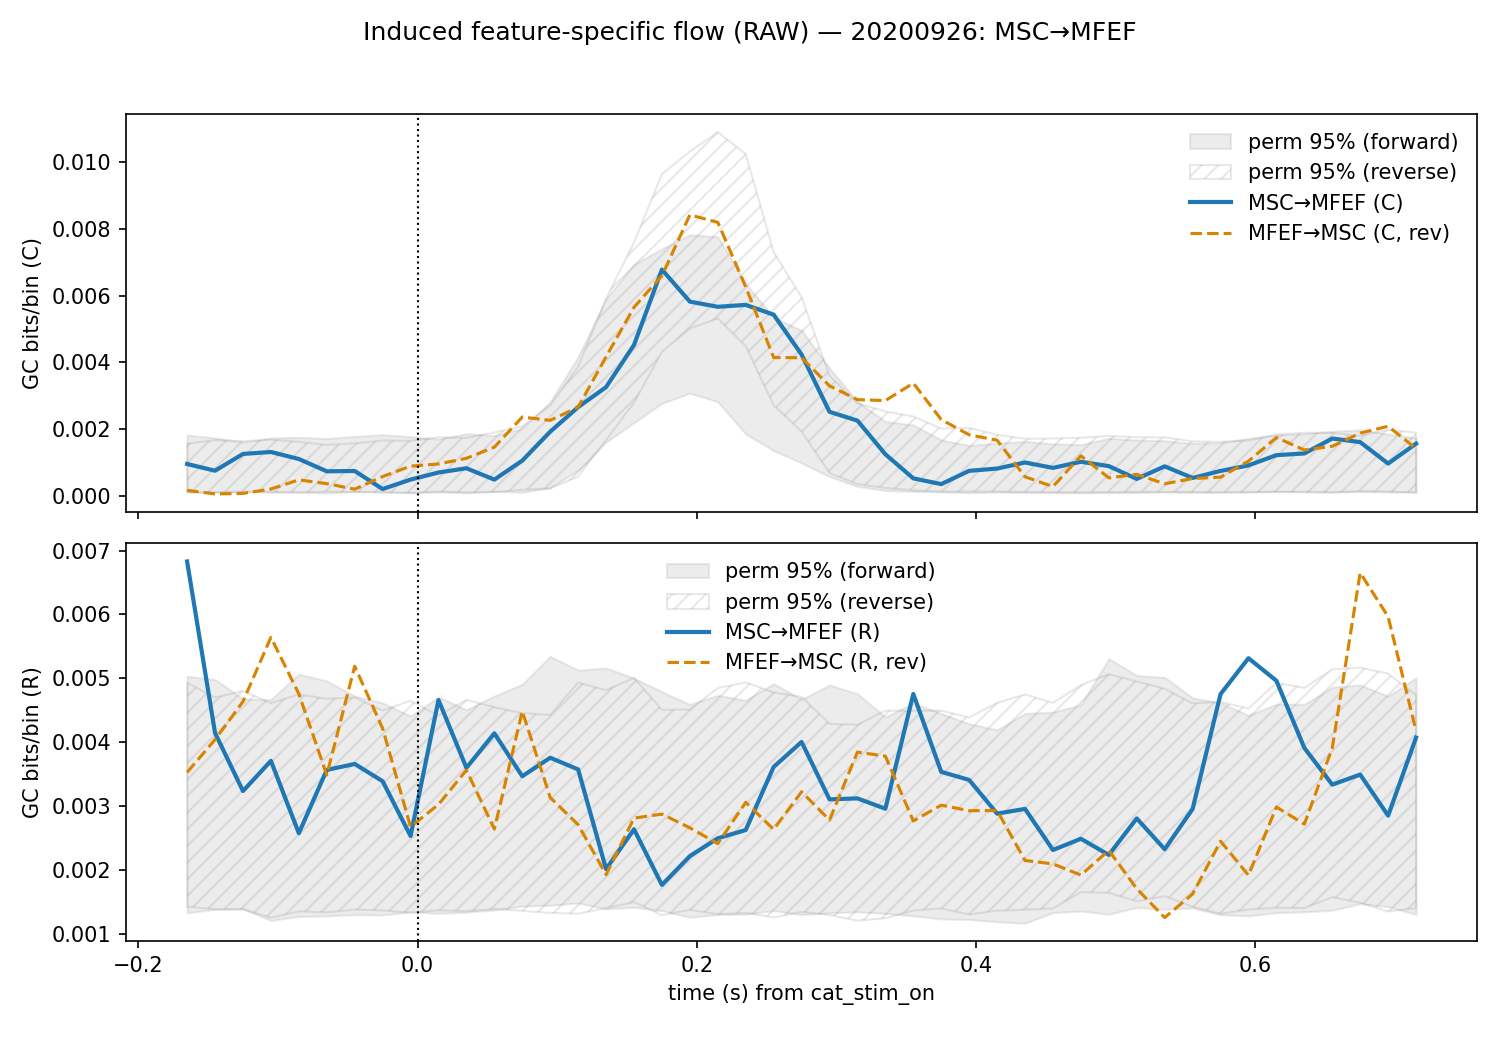 Induced feature-specific flow (RAW) — 20200926: MSC→MFEF
GC bits/bin (C)
0.010
0.008
0.006
0.004
0.002
0.000
perm 95% (forward)
perm 95% (reverse)
MSC→MFEF (C)
MFEF→MSC (C, rev)
GC bits/bin (R)
0.007
0.006
0.005
0.004
0.003
0.002
0.001
perm 95% (forward)
perm 95% (reverse)
MSC→MFEF (R)
MFEF→MSC (R, rev)
−0.2 0.0 0.2 0.4 0.6
time (s) from cat_stim_on